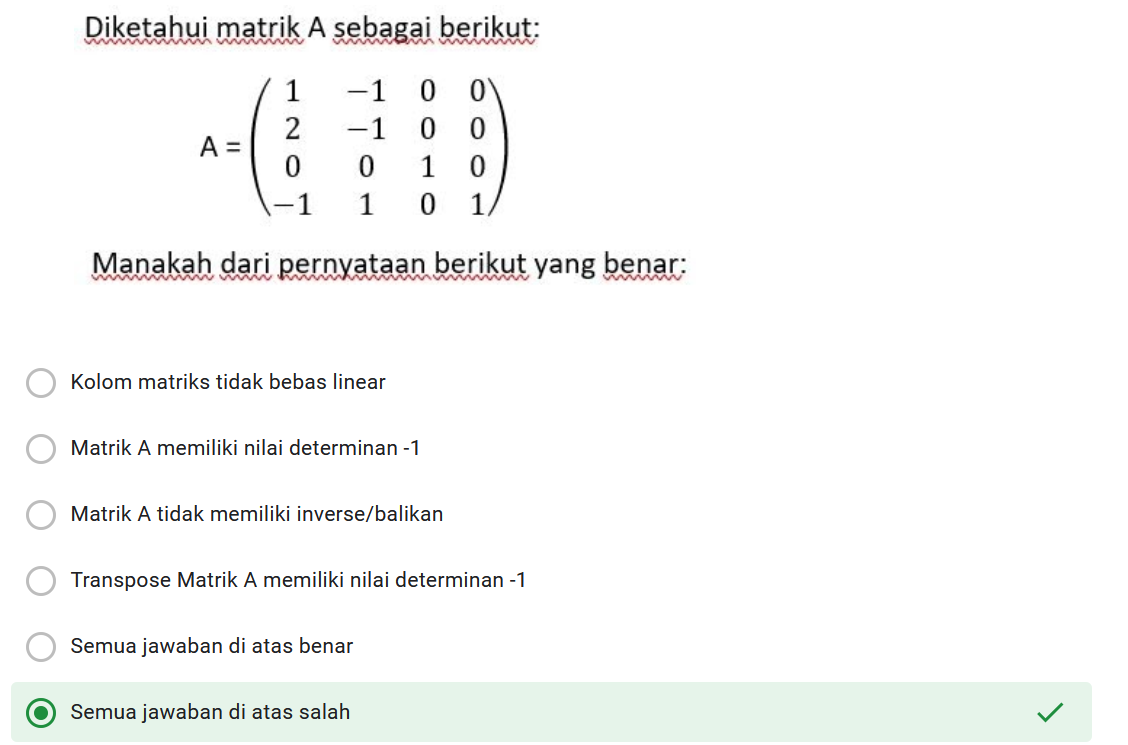 Diketahui matrik A sebagai berikut:
1 −1 0 0
2 −1 0 0
A =
0 0 1 0
−1 1 0 1
Manakah dari pernyataan berikut yang benar:
Kolom matriks tidak bebas linear
Matrik A memiliki nilai determinan -1
Matrik A tidak memiliki inverse/balikan
Transpose Matrik A memiliki nilai determinan -1
Semua jawaban di atas benar
Semua jawaban di atas salah